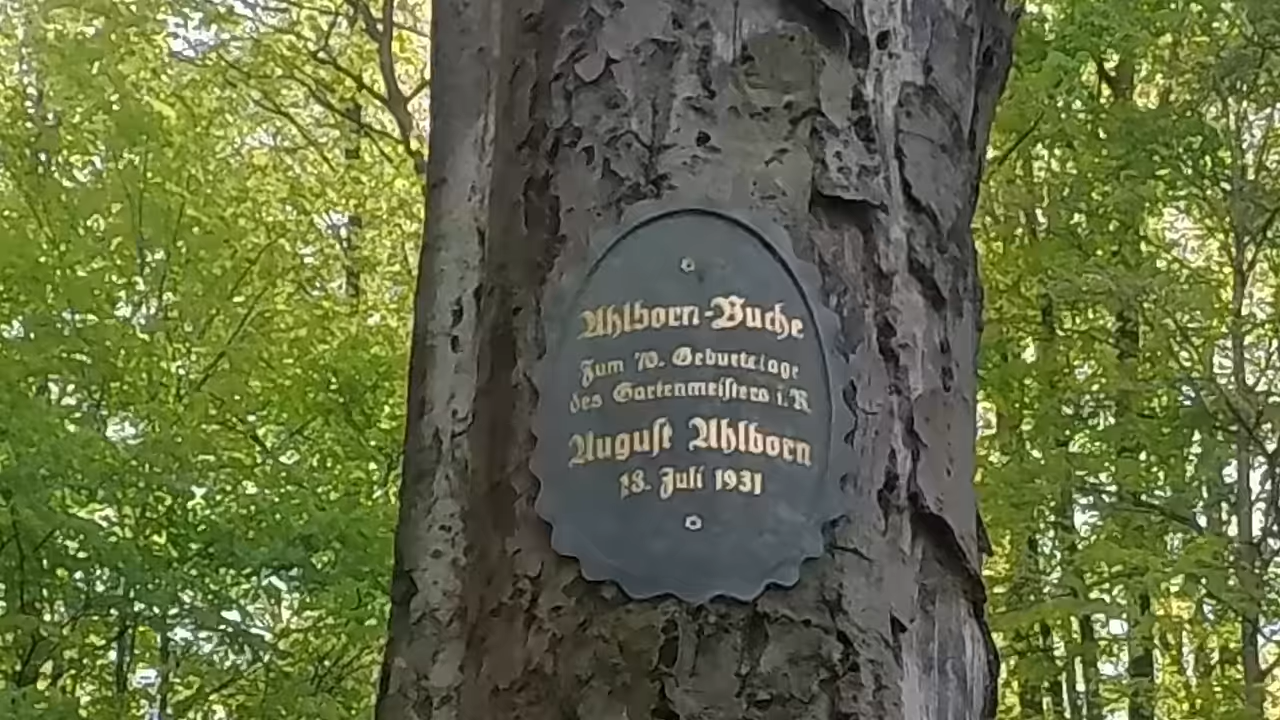 Ahlborn-Buche
Zum 70. Geburtstage
des Gartenmeisters i.R.
August Ahlborn
13. Juli 1931